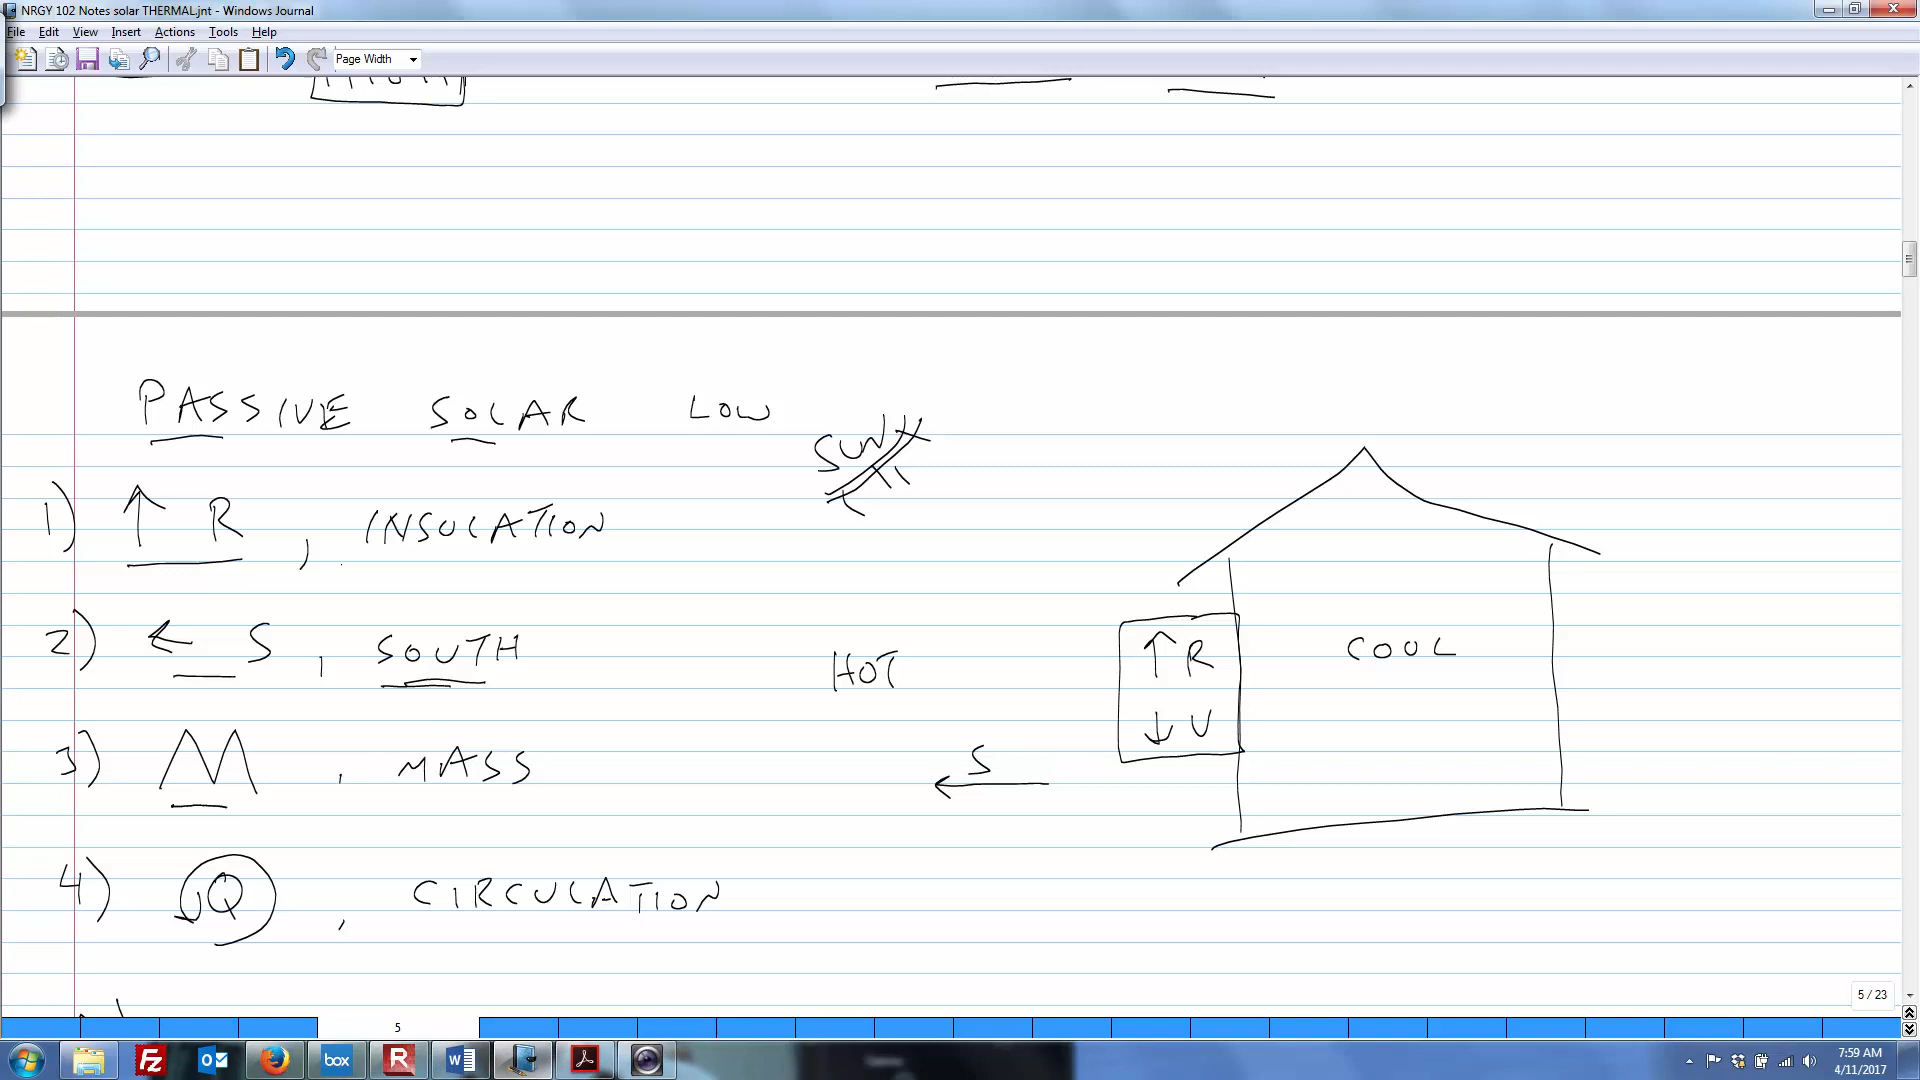 NRGY 102 Notes solar THERMAL.jnt - Windows Journal
File Edit View Insert Actions Tools Help
Page Width
PASSIVE SOLAR LOW
SUN
1) ↑ R , INSULATION
2) ← S , SOUTH
HOT
↑ R
↓ U
COOL
3) M , MASS
S
4) Q , CIRCULATION
5 / 23
5
box
7:59 AM
4/11/2017